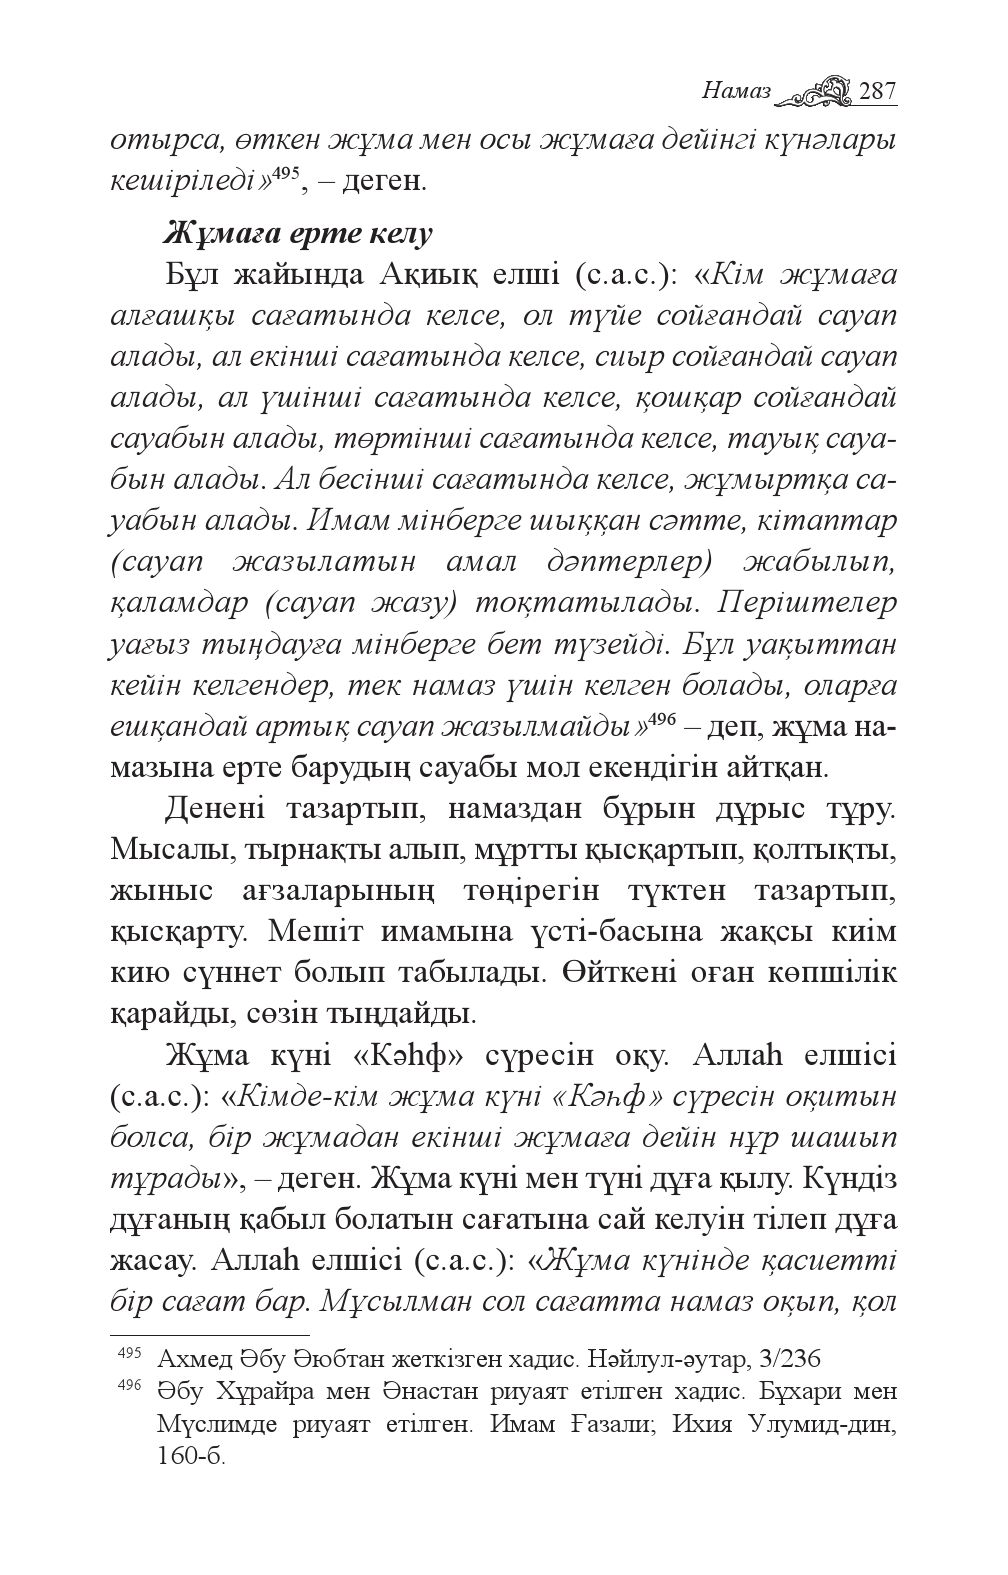 Намаз 287
отырса, өткен жұма мен осы жұмаға дейінгі күнәлары
кешіріледі»495, – деген.
Жұмаға ерте келу
Бұл жайында Ақиық елші (с.а.с.): «Кім жұмаға
алғашқы сағатында келсе, ол түйе сойғандай сауап
алады, ал екінші сағатында келсе, сиыр сойғандай сауап
алады, ал үшінші сағатында келсе, қошқар сойғандай
сауабын алады, төртінші сағатында келсе, тауық сауа-
бын алады. Ал бесінші сағатында келсе, жұмыртқа са-
уабын алады. Имам мінберге шыққан сәтте, кітаптар
(сауап жазылатын амал дәптерлер) жабылып,
қаламдар (сауап жазу) тоқтатылады. Періштелер
уағыз тыңдауға мінберге бет түзейді. Бұл уақыттан
кейін келгендер, тек намаз үшін келген болады, оларға
ешқандай артық сауап жазылмайды»496 – деп, жұма на-
мазына ерте барудың сауабы мол екендігін айтқан.
Денені тазартып, намаздан бұрын дұрыс тұру.
Мысалы, тырнақты алып, мұртты қысқартып, қолтықты,
жыныс ағзаларының төңірегін түктен тазартып,
қысқарту. Мешіт имамына үсті-басына жақсы киім
кию сүннет болып табылады. Өйткені оған көпшілік
қарайды, сөзін тыңдайды.
Жұма күні «Кәһф» сүресін оқу. Аллаһ елшісі
(с.а.с.): «Кімде-кім жұма күні «Кәһф» сүресін оқитын
болса, бір жұмадан екінші жұмаға дейін нұр шашып
тұрады», – деген. Жұма күні мен түні дұға қылу. Күндіз
дұғаның қабыл болатын сағатына сай келуін тілеп дұға
жасау. Аллаһ елшісі (с.а.с.): «Жұма күнінде қасиетті
бір сағат бар. Мұсылман сол сағатта намаз оқып, қол
495 Ахмед Әбу Әюбтан жеткізген хадис. Нәйлул-әутар, 3/236
496 Әбу Хұрайра мен Әнастан риуаят етілген хадис. Бұхари мен
Мүслимде риуаят етілген. Имам Ғазали; Ихия Улумид-дин,
160-б.